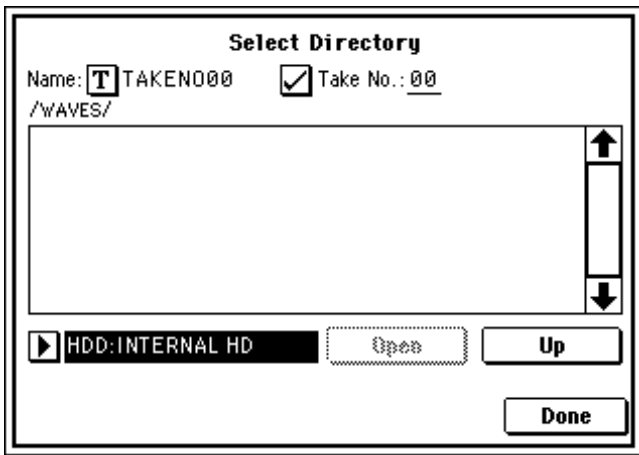 Select Directory
Name: T TAKENO00 Take No.: 00
/WAVES/
HDD:INTERNAL HD Open Up
Done